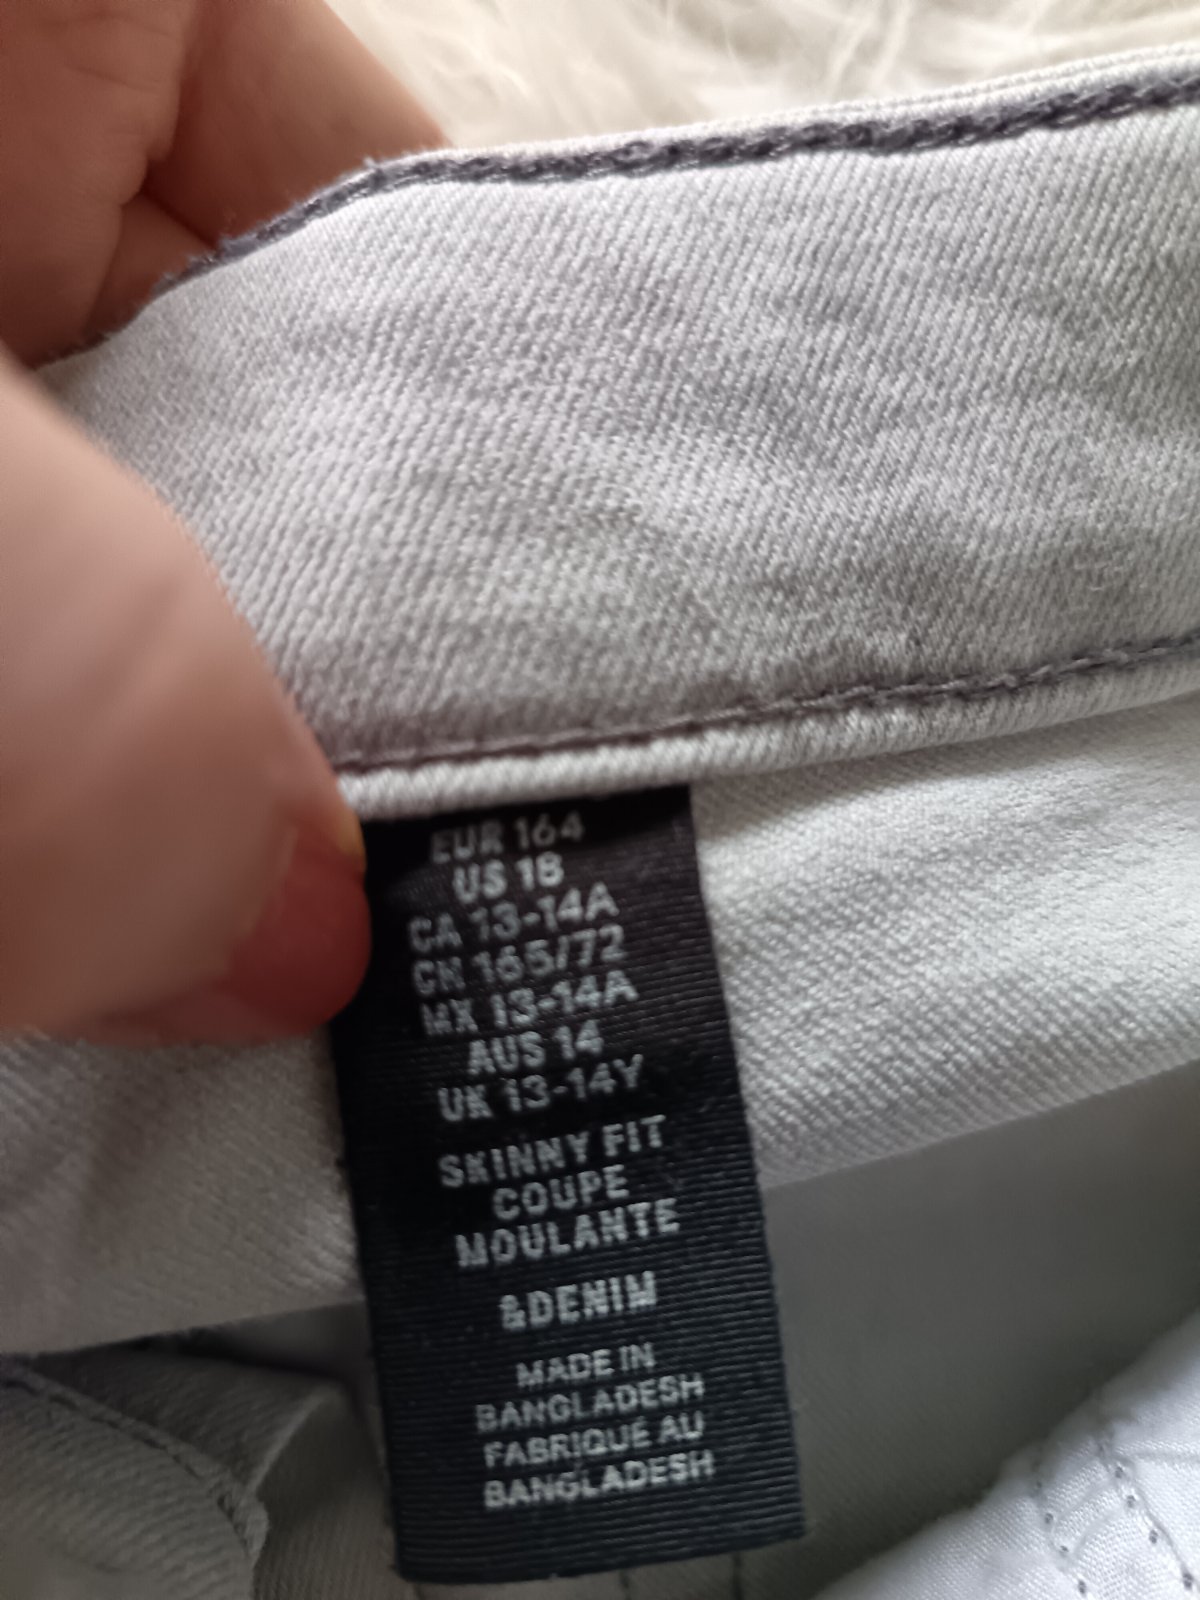 EUR 164
US 18
CA 13-14A
CN 165/72
MX 13-14A
AUS 14
UK 13-14Y
SKINNY FIT
COUPE
MOULANTE
&DENIM
MADE IN
BANGLADESH
FABRIQUÉ AU
BANGLADESH